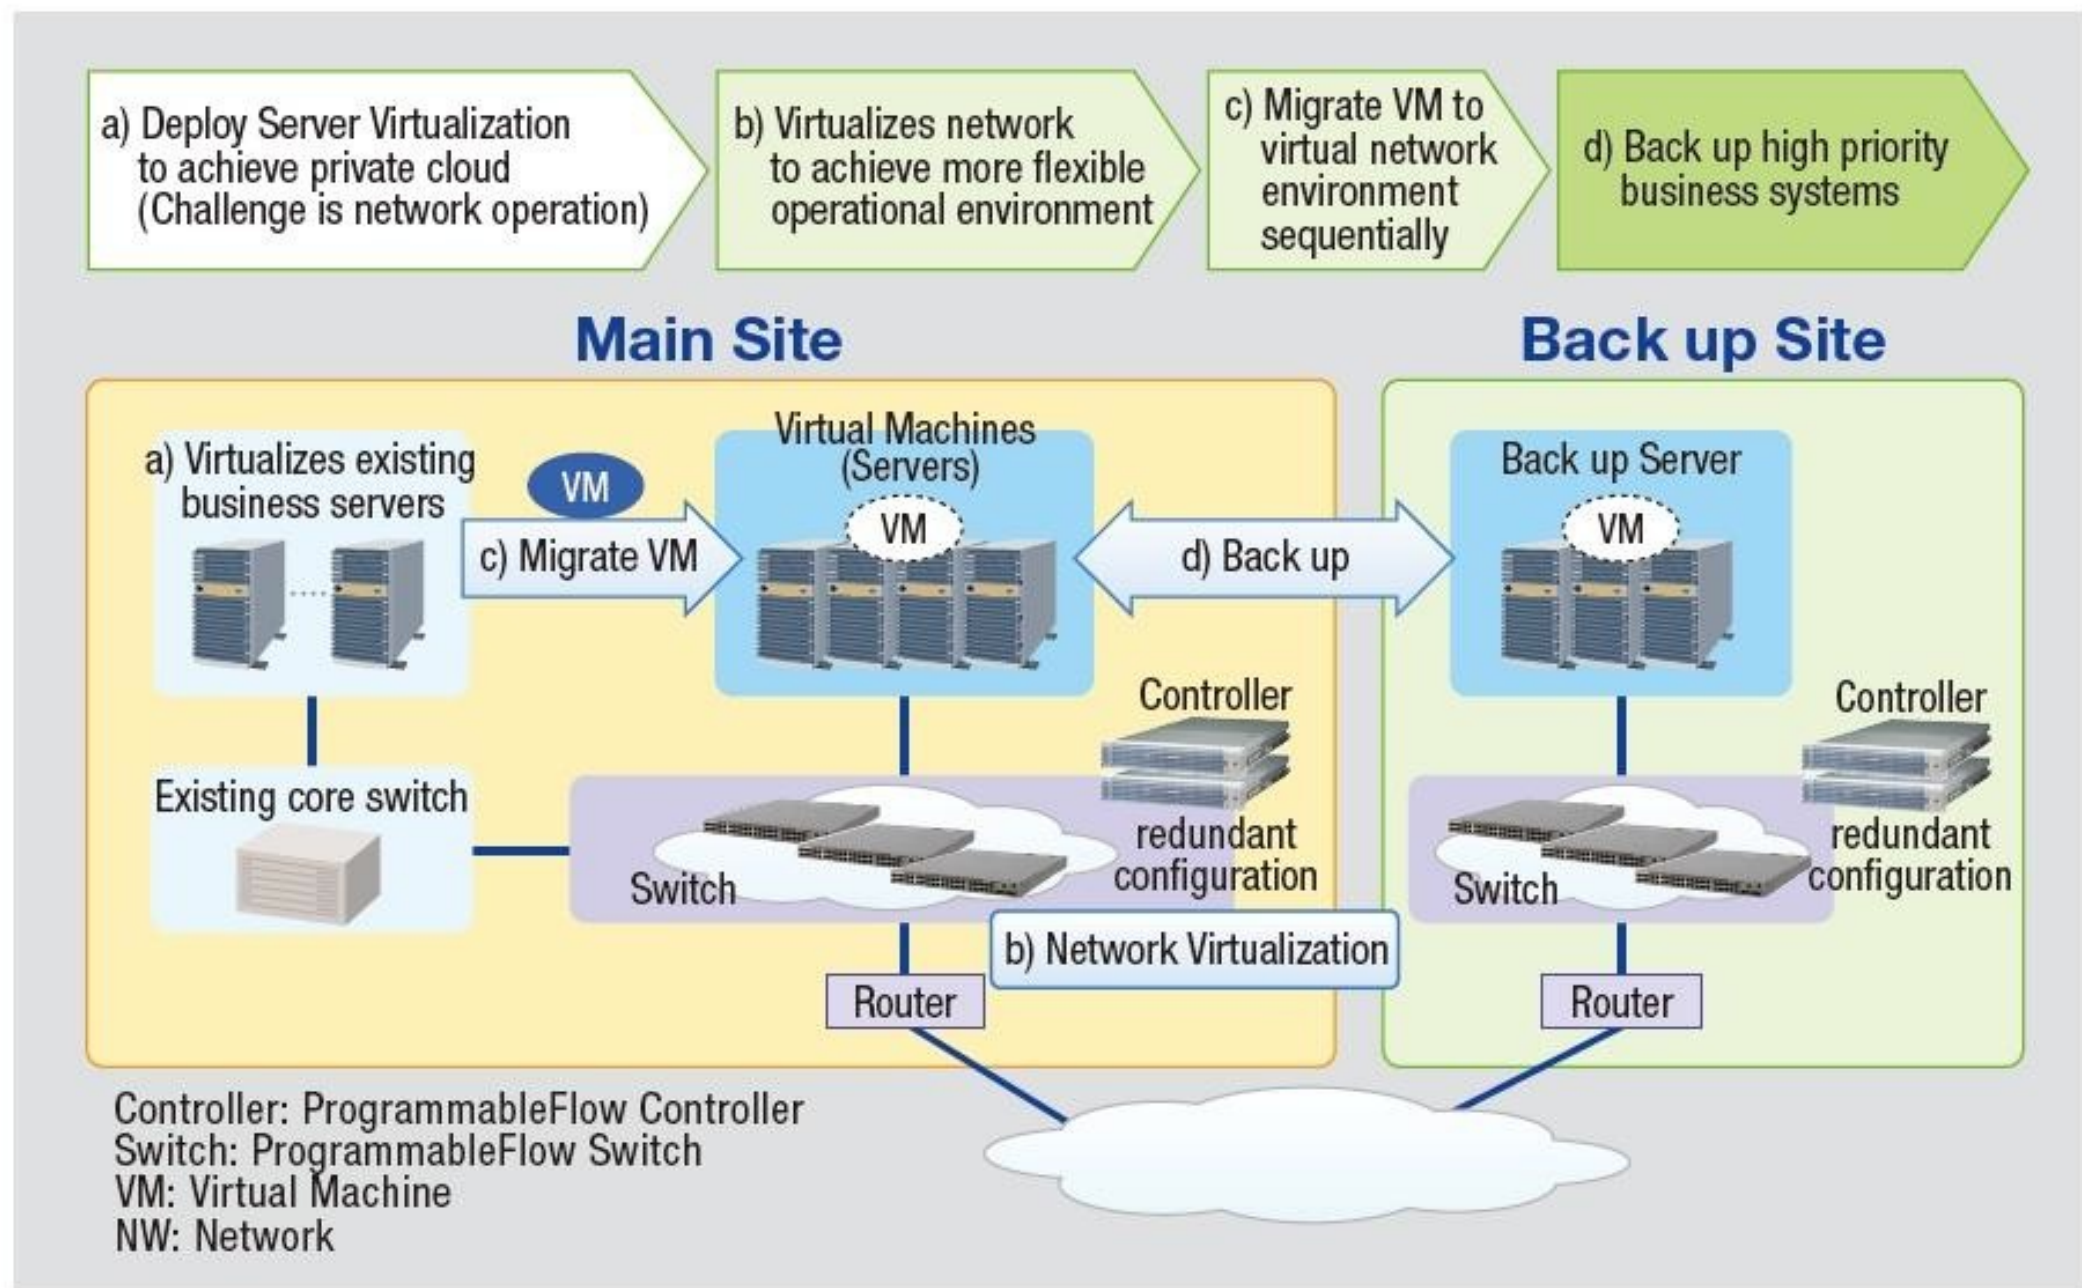 a) Deploy Server Virtualization
to achieve private cloud
(Challenge is network operation)
b) Virtualizes network
to achieve more flexible
operational environment
c) Migrate VM to
virtual network
environment
sequentially
d) Back up high priority
business systems
Main Site
Back up Site
a) Virtualizes existing
business servers
VM
c) Migrate VM
Virtual Machines
(Servers)
VM
d) Back up
Back up Server
VM
Controller
redundant
configuration
Controller
redundant
configuration
Existing core switch
Switch
Switch
b) Network Virtualization
Router
Router
Controller: ProgrammableFlow Controller
Switch: ProgrammableFlow Switch
VM: Virtual Machine
NW: Network